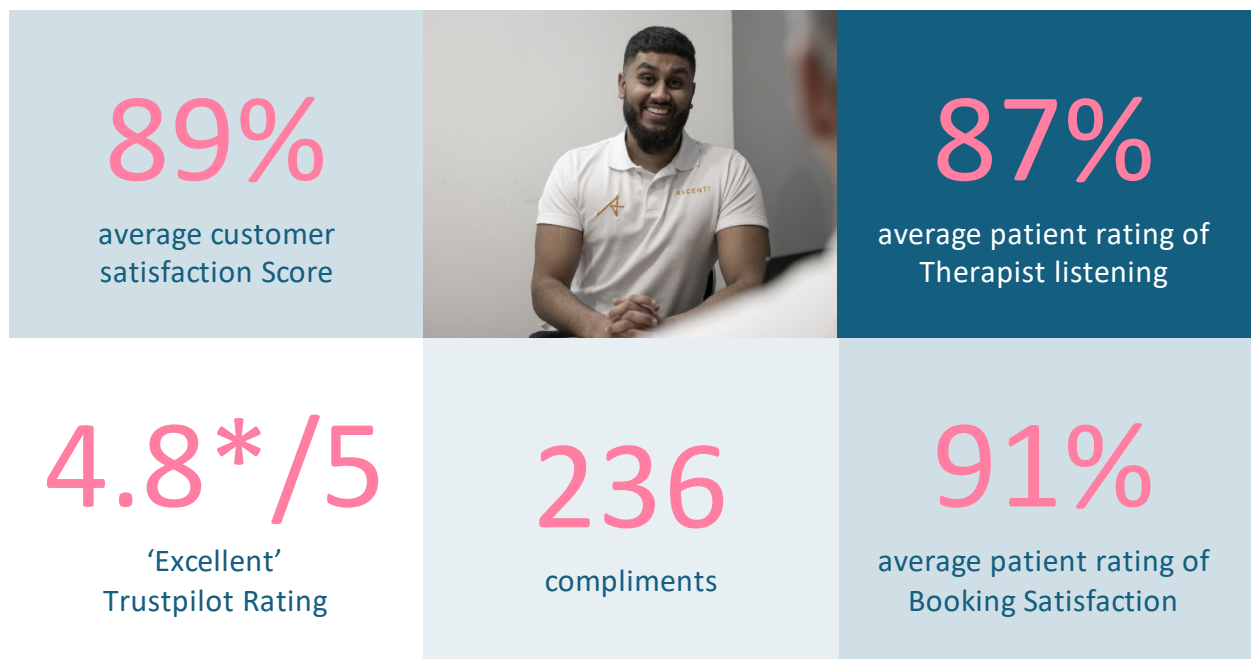 89%
average customer
satisfaction Score
ASCENTI
87%
average patient rating of
Therapist listening
4.8*/5
‘Excellent’
Trustpilot Rating
236
compliments
91%
average patient rating of
Booking Satisfaction